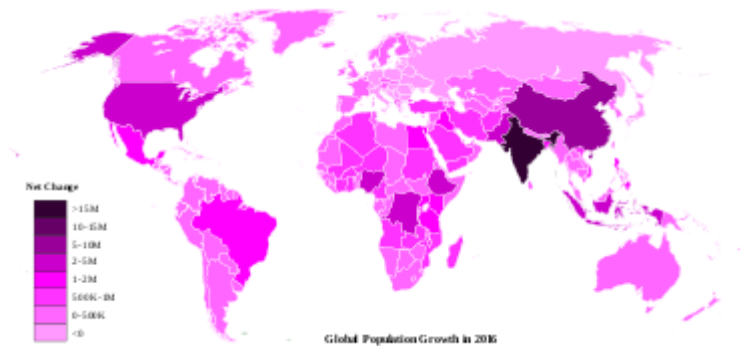 Net Change
>15M
10-15M
5-10M
2-5M
1-2M
500K-1M
0-500K
<0
Global Population Growth in 2016